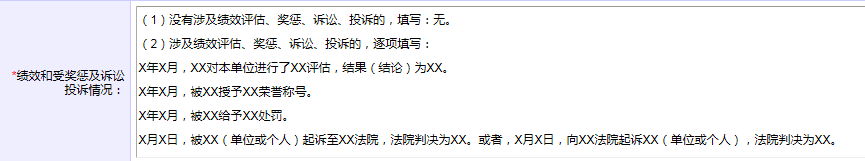 *绩效和受奖惩及诉讼
投诉情况：
（1）没有涉及绩效评估、奖惩、诉讼、投诉的，填写：无。
（2）涉及绩效评估、奖惩、诉讼、投诉的，逐项填写：
X年X月，XX对本单位进行了XX评估，结果（结论）为XX。
X年X月，被XX授予XX荣誉称号。
X年X月，被XX给予XX处罚。
X月X日，被XX（单位或个人）起诉至XX法院，法院判决为XX。或者，X月X日，向XX法院起诉XX（单位或个人），法院判决为XX。